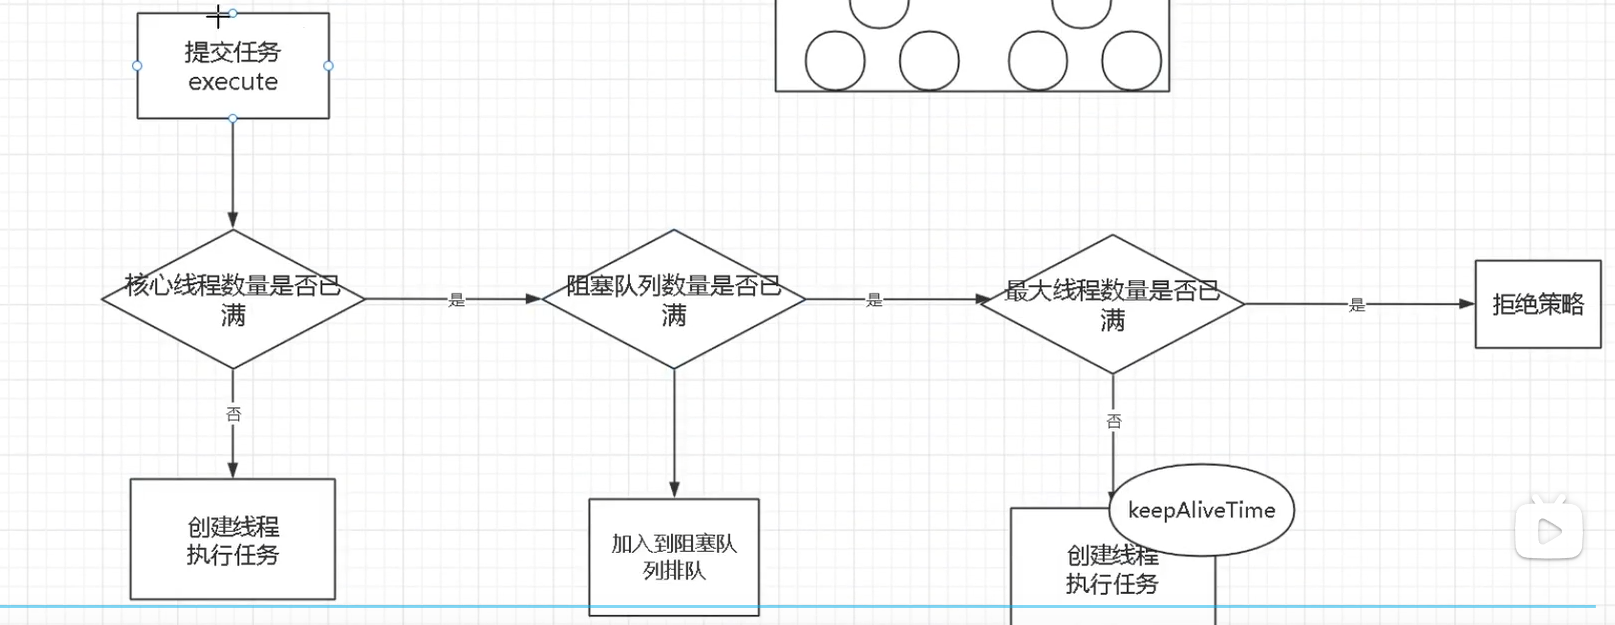 提交任务
execute
核心线程数量是否已
满
是
阻塞队列数量是否已
满
是
最大线程数量是否已
满
是
拒绝策略
否
否
创建线程
执行任务
加入到阻塞队
列排队
keepAliveTime
创建线程
执行任务